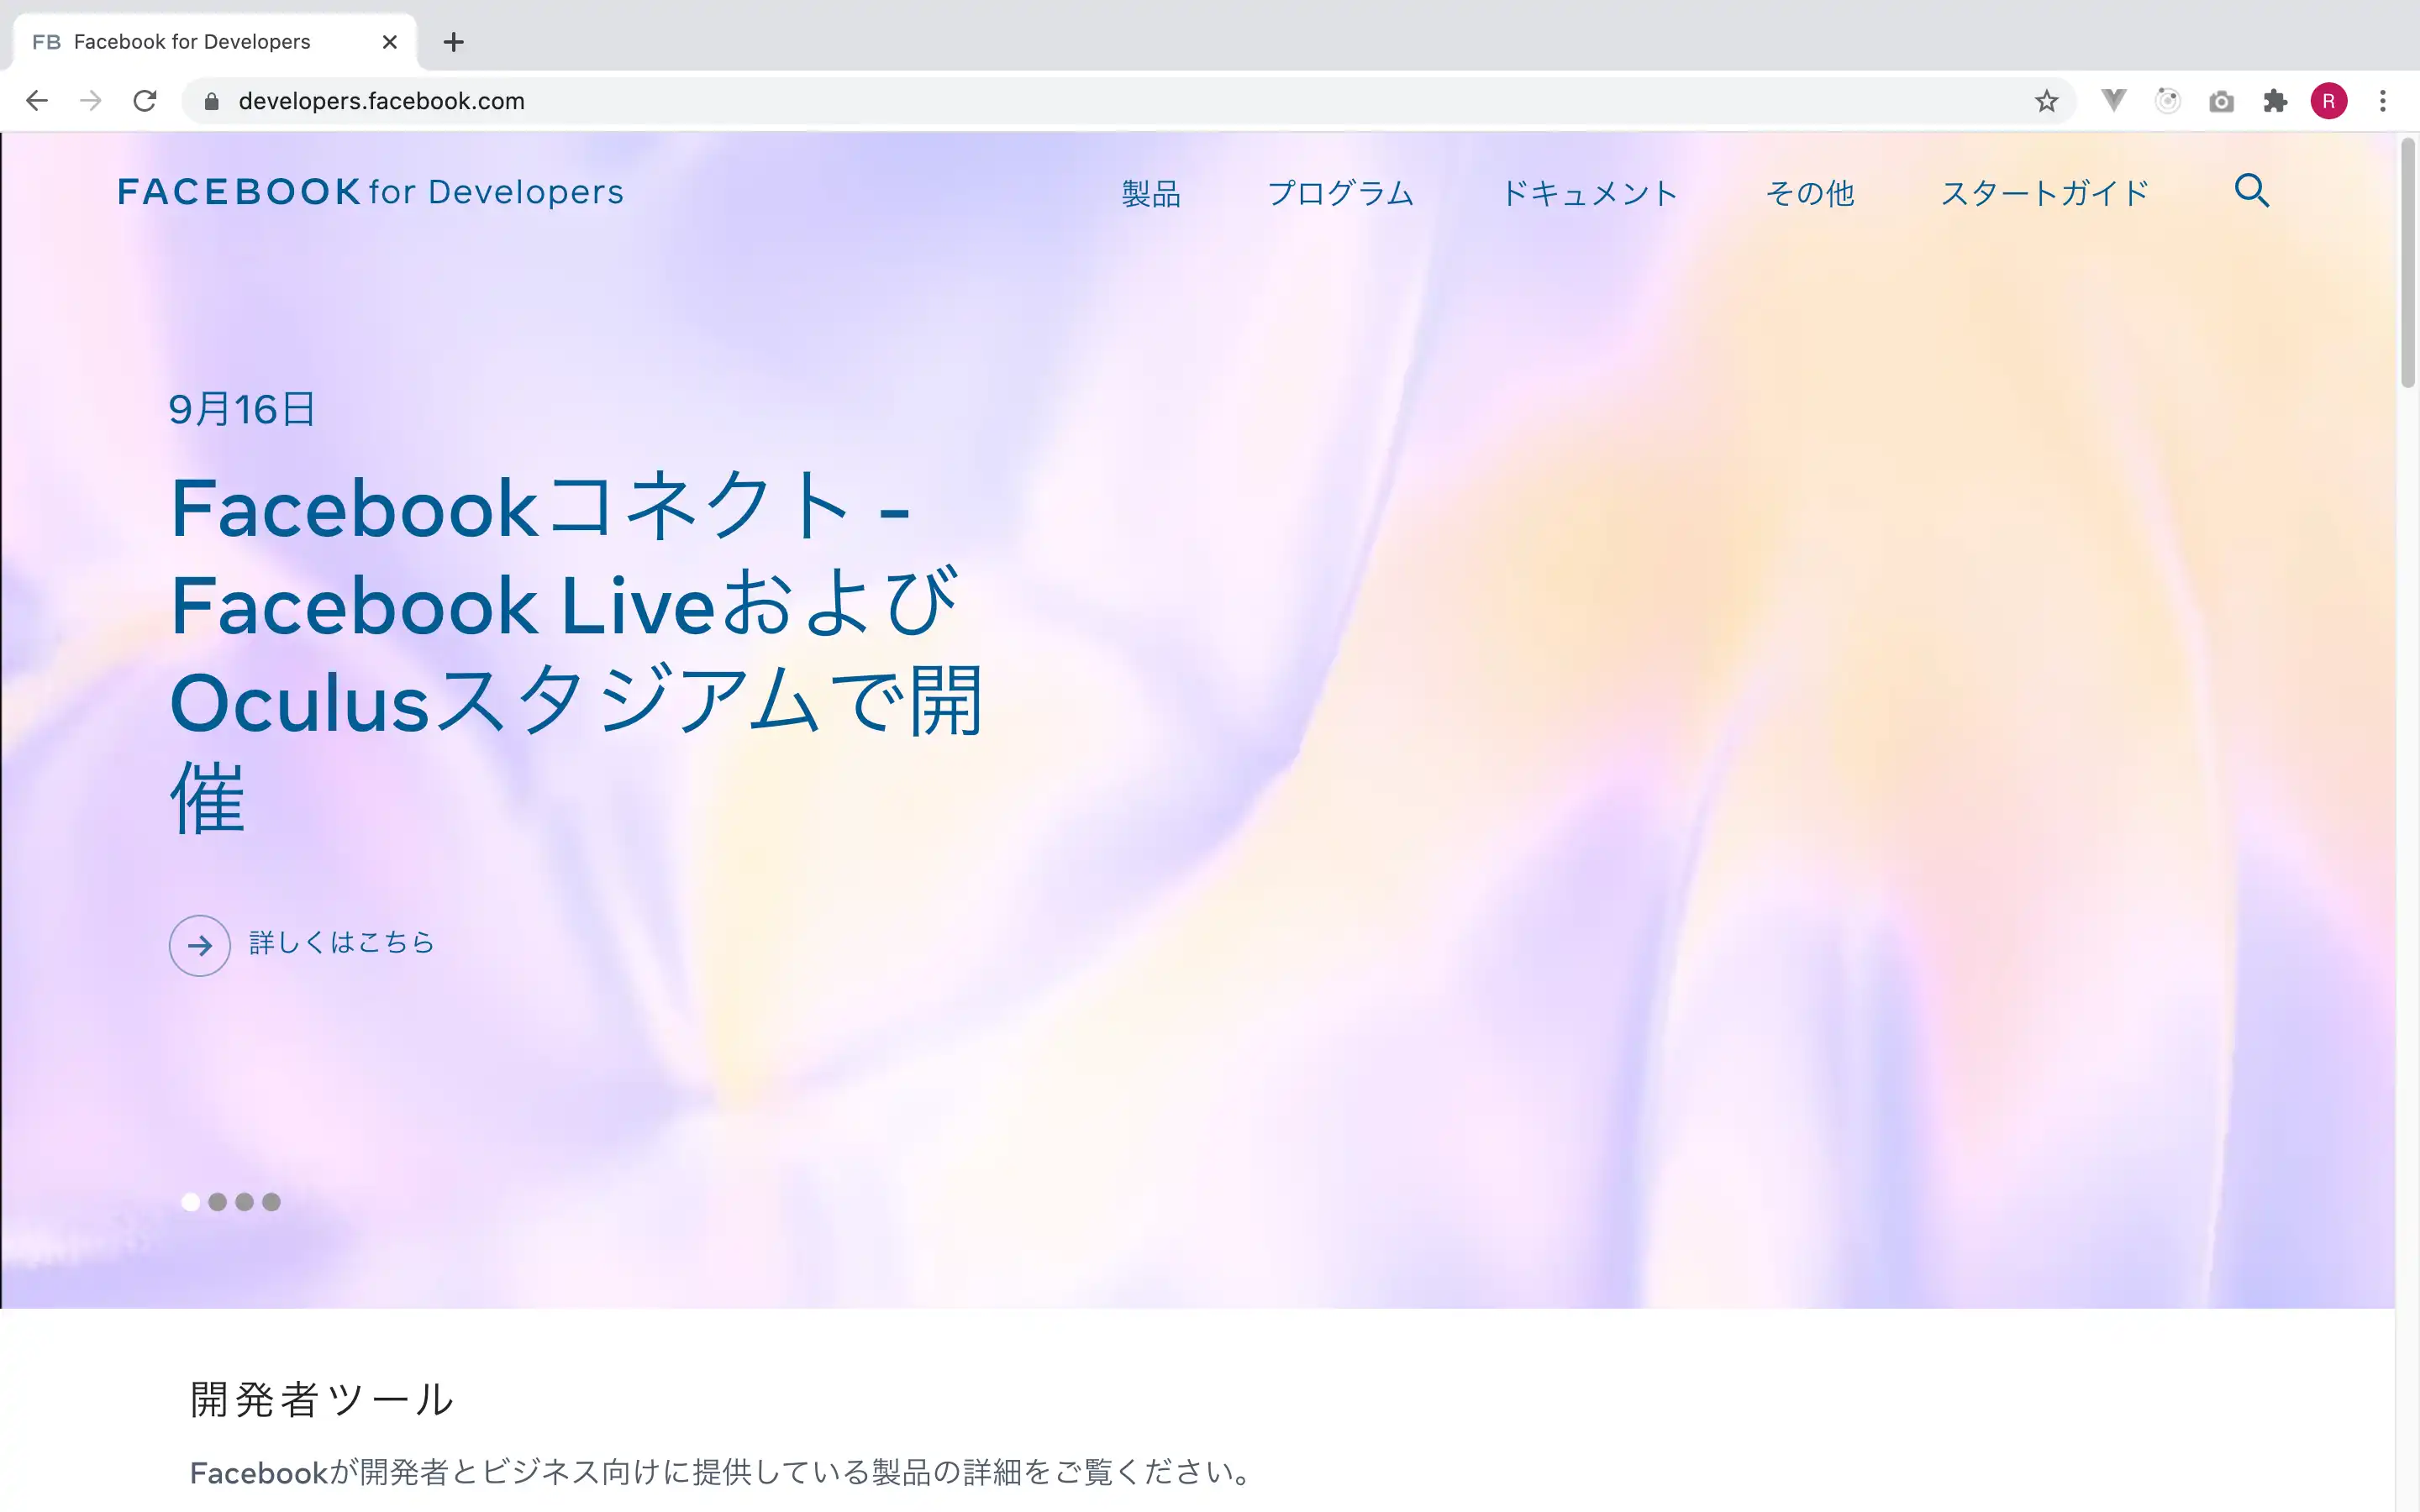 FB Facebook for Developers
developers.facebook.com
R
FACEBOOK for Developers
製品 プログラム ドキュメント その他 スタートガイド
9月16日
Facebookコネクト -
Facebook Liveおよび
Oculusスタジアムで開
催
詳しくはこちら
開発者ツール
Facebookが開発者とビジネス向けに提供している製品の詳細をご覧ください。